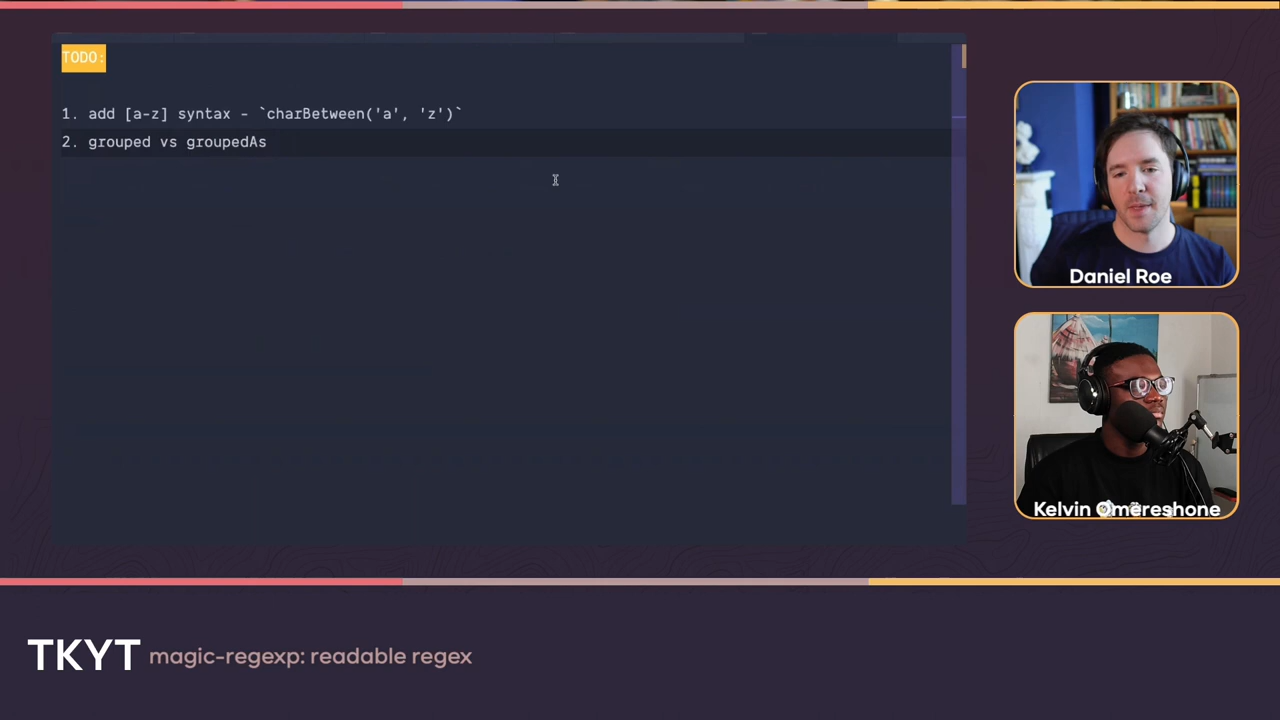 TODO:
1. add [a-z] syntax - `charBetween('a', 'z')`
2. grouped vs groupedAs
Daniel Roe
Kelvin Omereshone
TKYT magic-regexp: readable regex